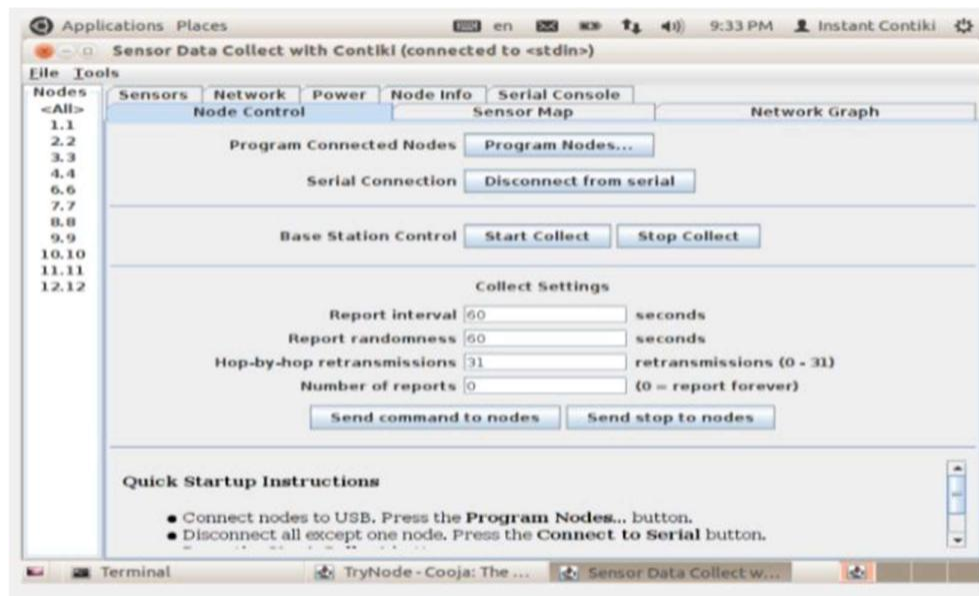 Applications Places en 9:33 PM Instant Contiki
Sensor Data Collect with Contiki (connected to <stdin>)
File Tools
Nodes
<All>
1.1
2.2
3.3
4.4
6.6
7.7
8.8
9.9
10.10
11.11
12.12
Sensors Network Power Node Info Serial Console
Node Control Sensor Map Network Graph
Program Connected Nodes Program Nodes...
Serial Connection Disconnect from serial
Base Station Control Start Collect Stop Collect
Collect Settings
Report interval 60 seconds
Report randomness 60 seconds
Hop-by-hop retransmissions 31 retransmissions (0 - 31)
Number of reports 0 (0 = report forever)
Send command to nodes Send stop to nodes
Quick Startup Instructions
● Connect nodes to USB. Press the Program Nodes... button.
● Disconnect all except one node. Press the Connect to Serial button.
Terminal TryNode - Cooja: The ... Sensor Data Collect w...